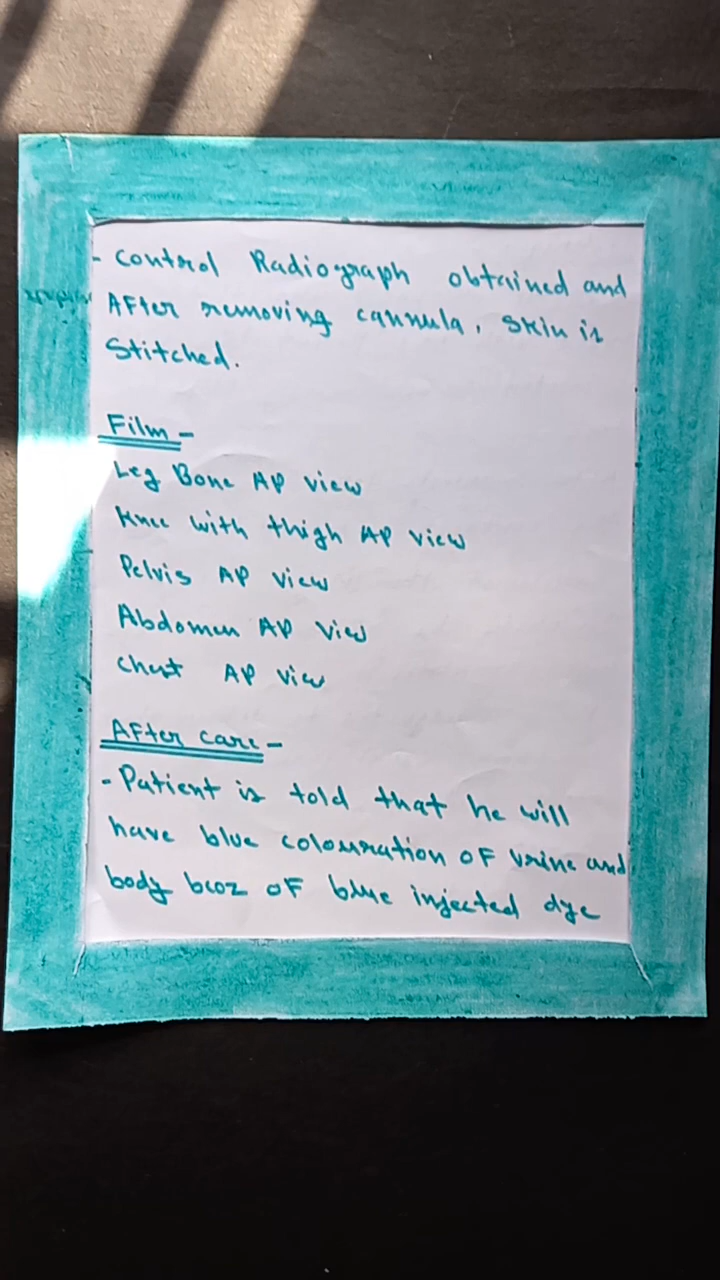 - Control Radiograph obtained and
After removing cannula, Skin is
Stitched.
Film -
Leg Bone AP view
Knee with thigh AP view
Pelvis AP view
Abdomen AP View
Chest AP view
After care -
- Patient is told that he will
have blue colouration of Urine and
body bcoz of blue injected dye